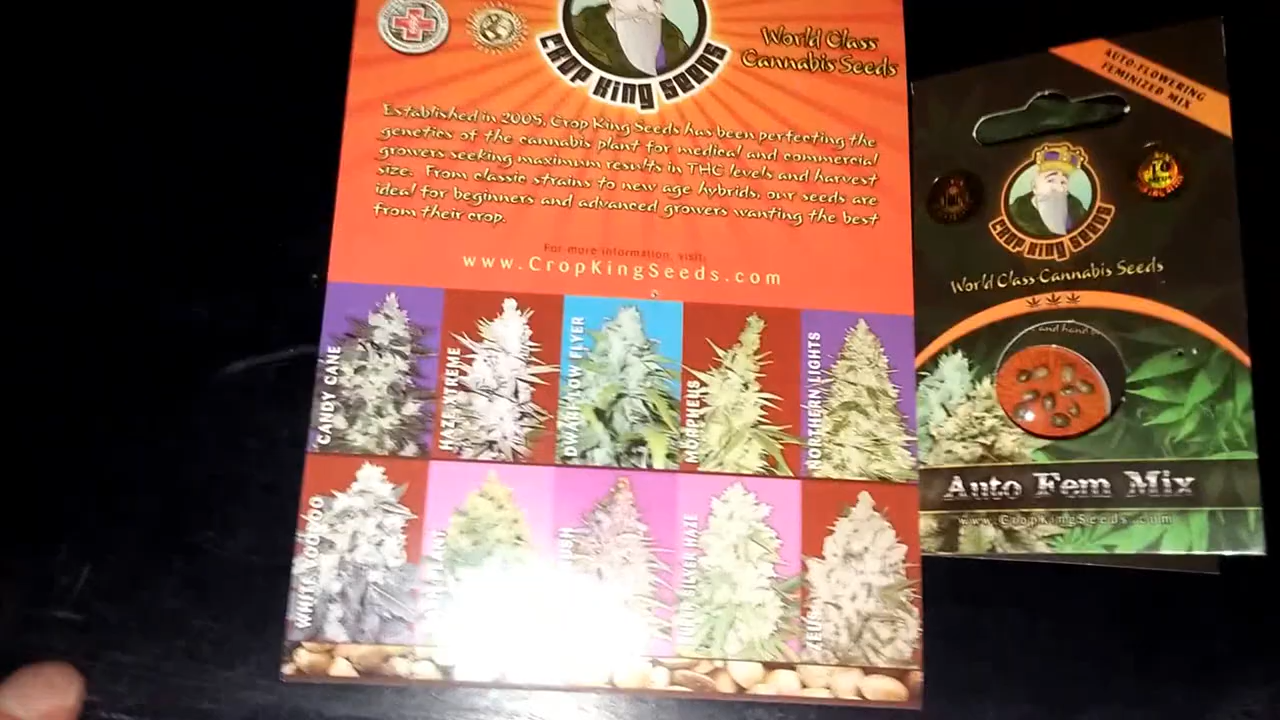 CROP KING SEEDS
World Class
Cannabis Seeds
Established in 2005, Crop King Seeds has been perfecting the
genetics of the cannabis plant for medical and commercial
growers seeking maximum results in THC levels and harvest
size. From classic strains to new age hybrids, our seeds are
ideal for beginners and advanced growers wanting the best
from their crop.
For more information, visit:
www.CropKingSeeds.com
CANDY CANE
HAZE XTREME
DWARF LOW FLYER
MORPHEUS
NORTHERN LIGHTS
WHITE
SILVER HAZE
ZEUS
AUTO-FLOWERING
FEMINIZED MIX
CROP KING SEEDS
World Class Cannabis Seeds
and hand
Auto Fem Mix
www.CropKingSeeds.com